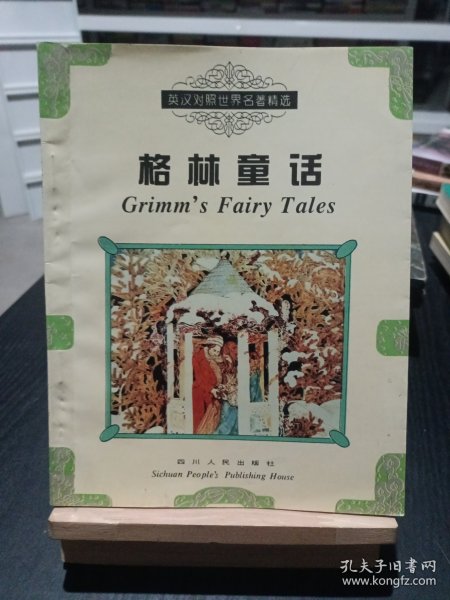 英汉对照世界名著精选
格林童话
Grimm's Fairy Tales
四川人民出版社
Sichuan People's Publishing House
孔夫子旧书网
www.kongfz.com